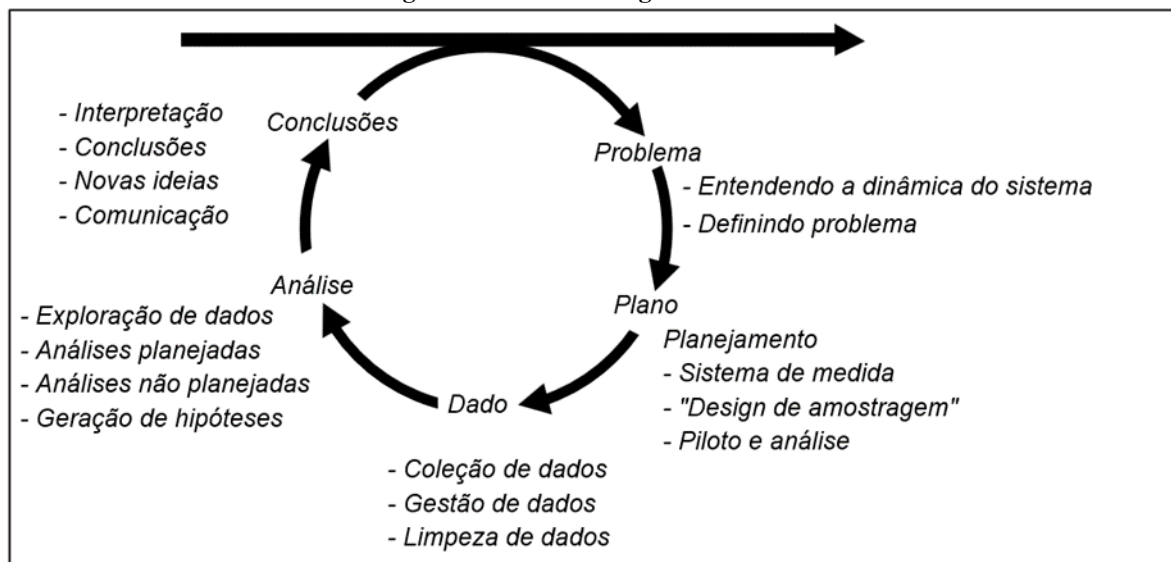 Conclusões
- Interpretação
- Conclusões
- Novas ideias
- Comunicação
Problema
- Entendendo a dinâmica do sistema
- Definindo problema
Plano
Planejamento
- Sistema de medida
- "Design de amostragem"
- Piloto e análise
Dado
- Coleção de dados
- Gestão de dados
- Limpeza de dados
Análise
- Exploração de dados
- Análises planejadas
- Análises não planejadas
- Geração de hipóteses